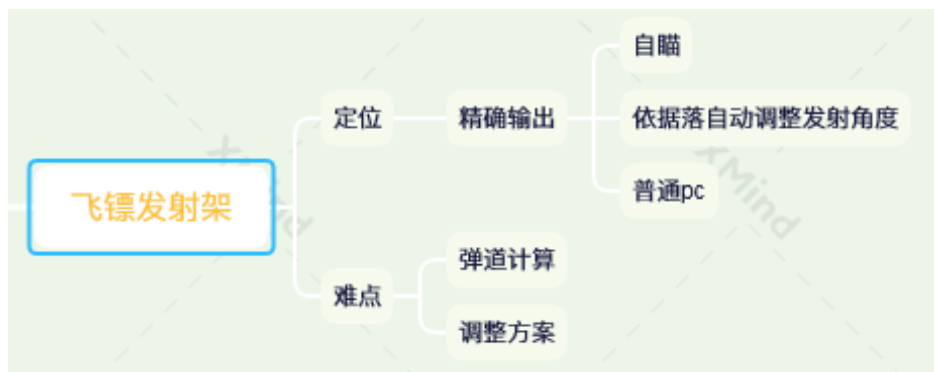 自瞄
定位
精确输出
依据落自动调整发射角度
普通pc
飞镖发射架
弹道计算
难点
调整方案
XMind
XMind